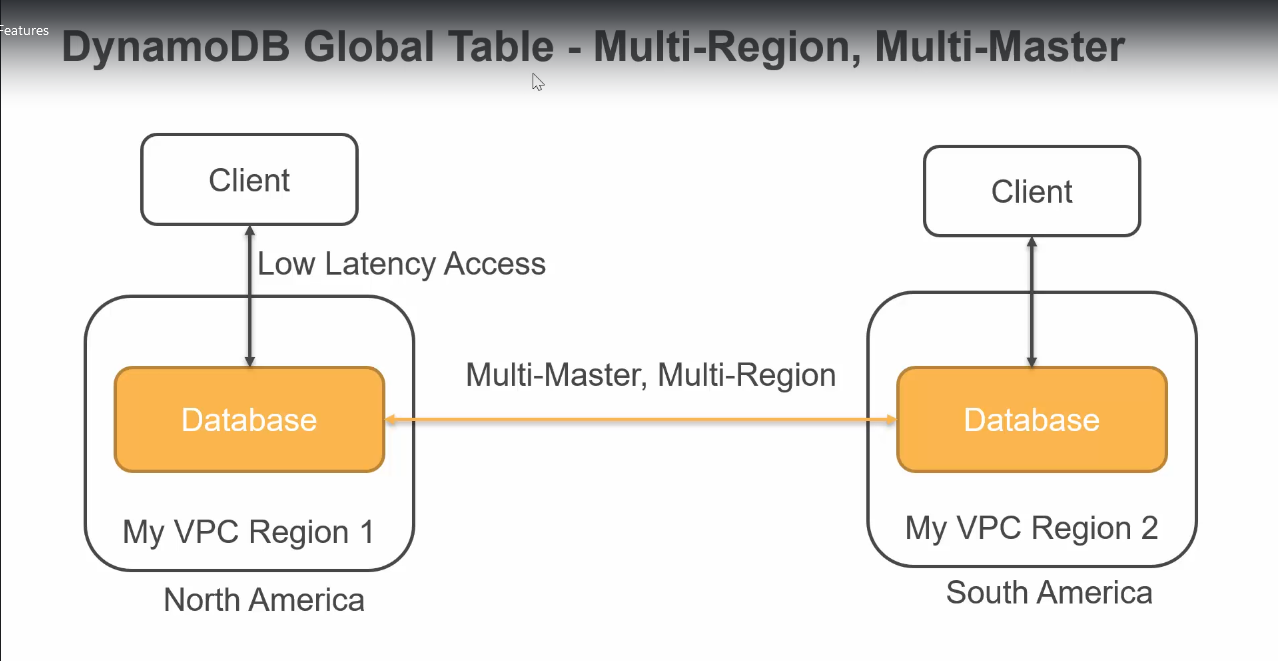 Features
DynamoDB Global Table - Multi-Region, Multi-Master
Client
Client
Low Latency Access
Multi-Master, Multi-Region
Database
Database
My VPC Region 1
My VPC Region 2
North America
South America